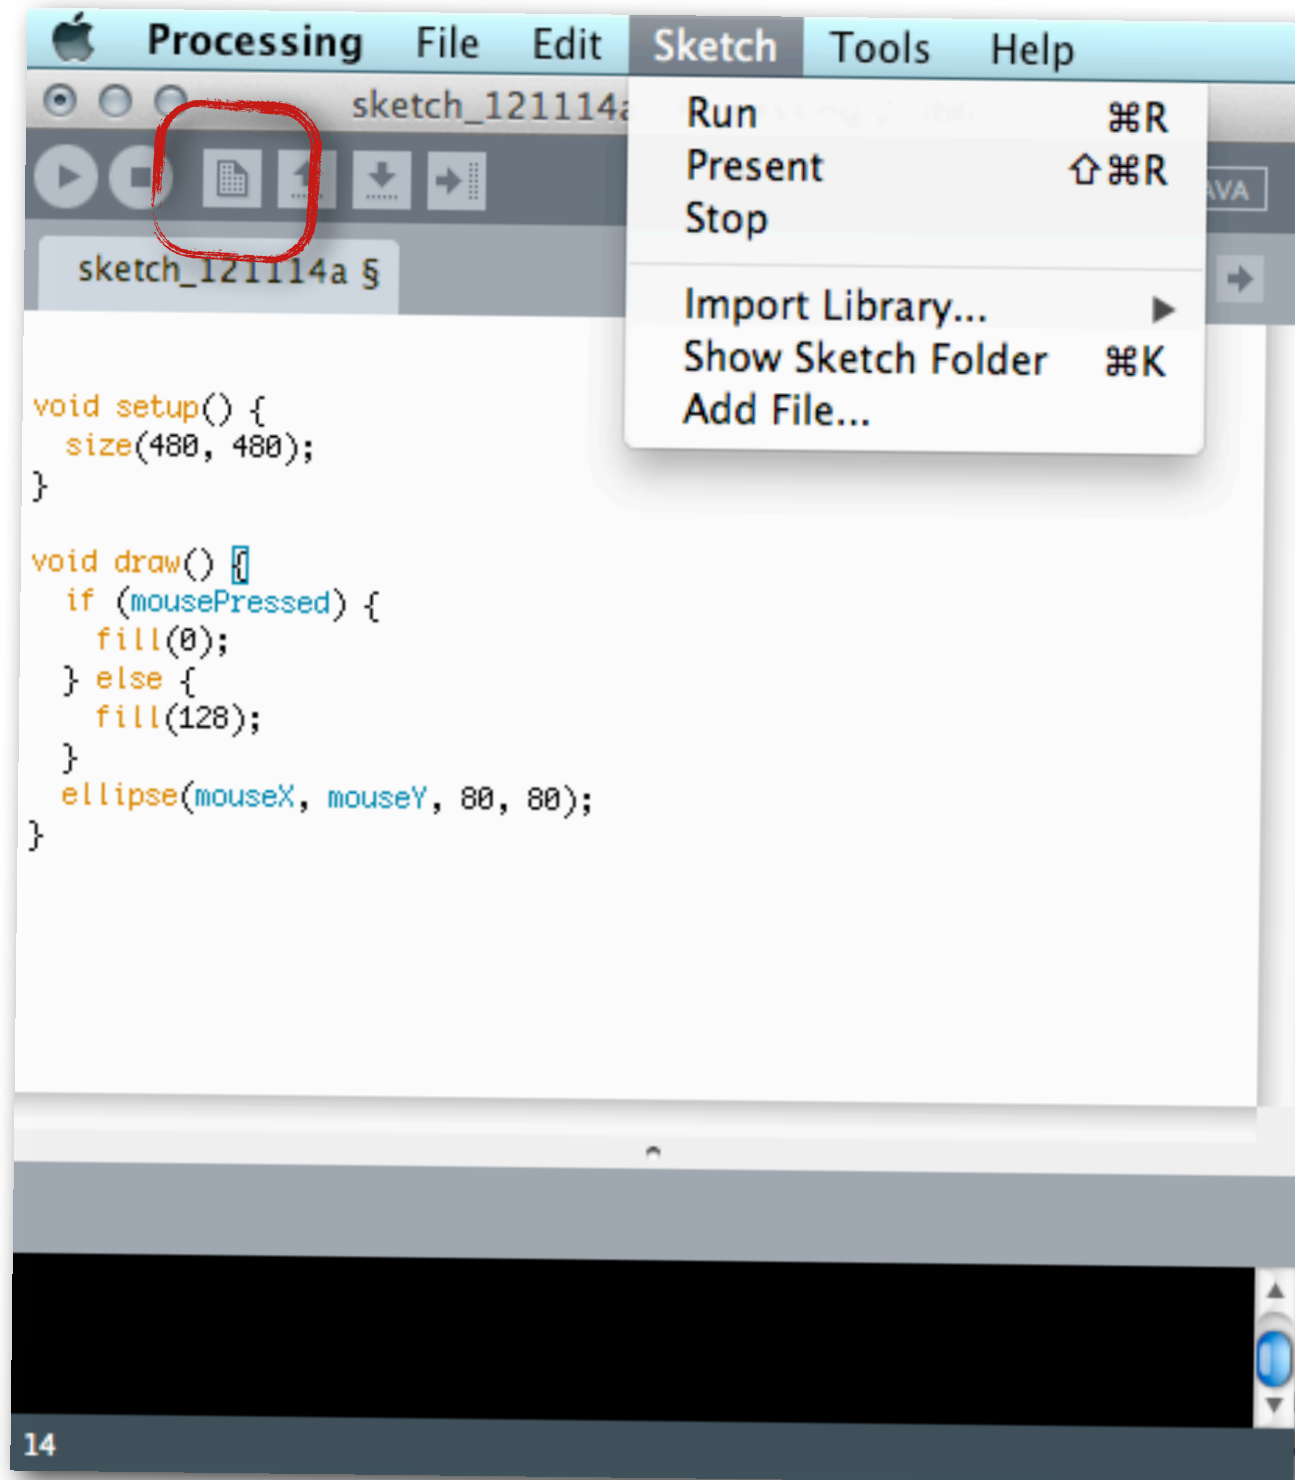 Processing File Edit Sketch Tools Help
sketch_121114a
Run ⌘R
Present ⇧⌘R
Stop
Import Library...
Show Sketch Folder ⌘K
Add File...
sketch_121114a §
void setup() {
  size(480, 480);
}
void draw() {
  if (mousePressed) {
    fill(0);
  } else {
    fill(128);
  }
  ellipse(mouseX, mouseY, 80, 80);
}
14